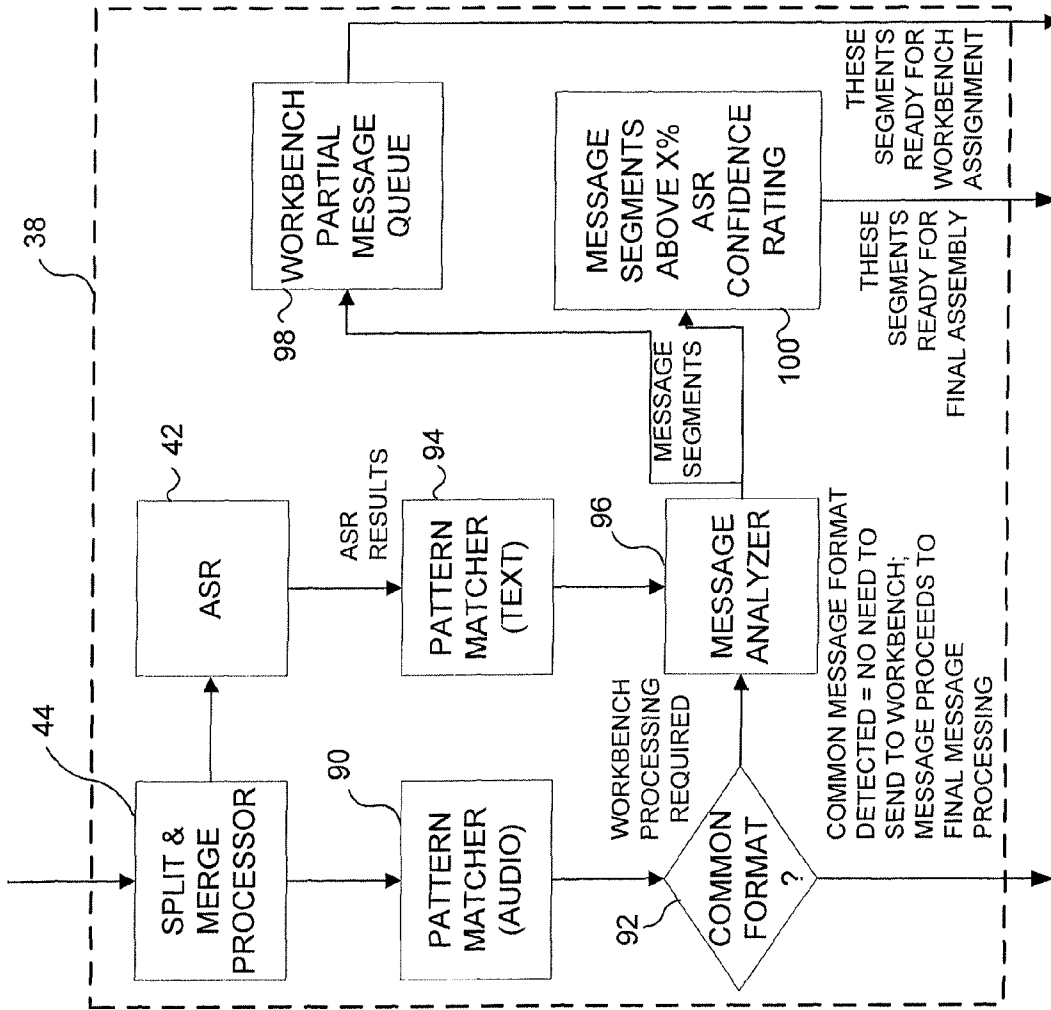 38
44
SPLIT &
MERGE
PROCESSOR
42
ASR
98
WORKBENCH
PARTIAL
MESSAGE
QUEUE
ASR
RESULTS
90
PATTERN
MATCHER
(AUDIO)
94
PATTERN
MATCHER
(TEXT)
MESSAGE
SEGMENTS
MESSAGE
SEGMENTS
ABOVE X%
ASR
CONFIDENCE
RATING
100
WORKBENCH
PROCESSING
REQUIRED
92
COMMON
FORMAT
?
96
MESSAGE
ANALYZER
COMMON MESSAGE FORMAT
DETECTED = NO NEED TO
SEND TO WORKBENCH;
MESSAGE PROCEEDS TO
FINAL MESSAGE
PROCESSING
THESE
SEGMENTS
READY FOR
FINAL ASSEMBLY
THESE
SEGMENTS
READY FOR
WORKBENCH
ASSIGNMENT